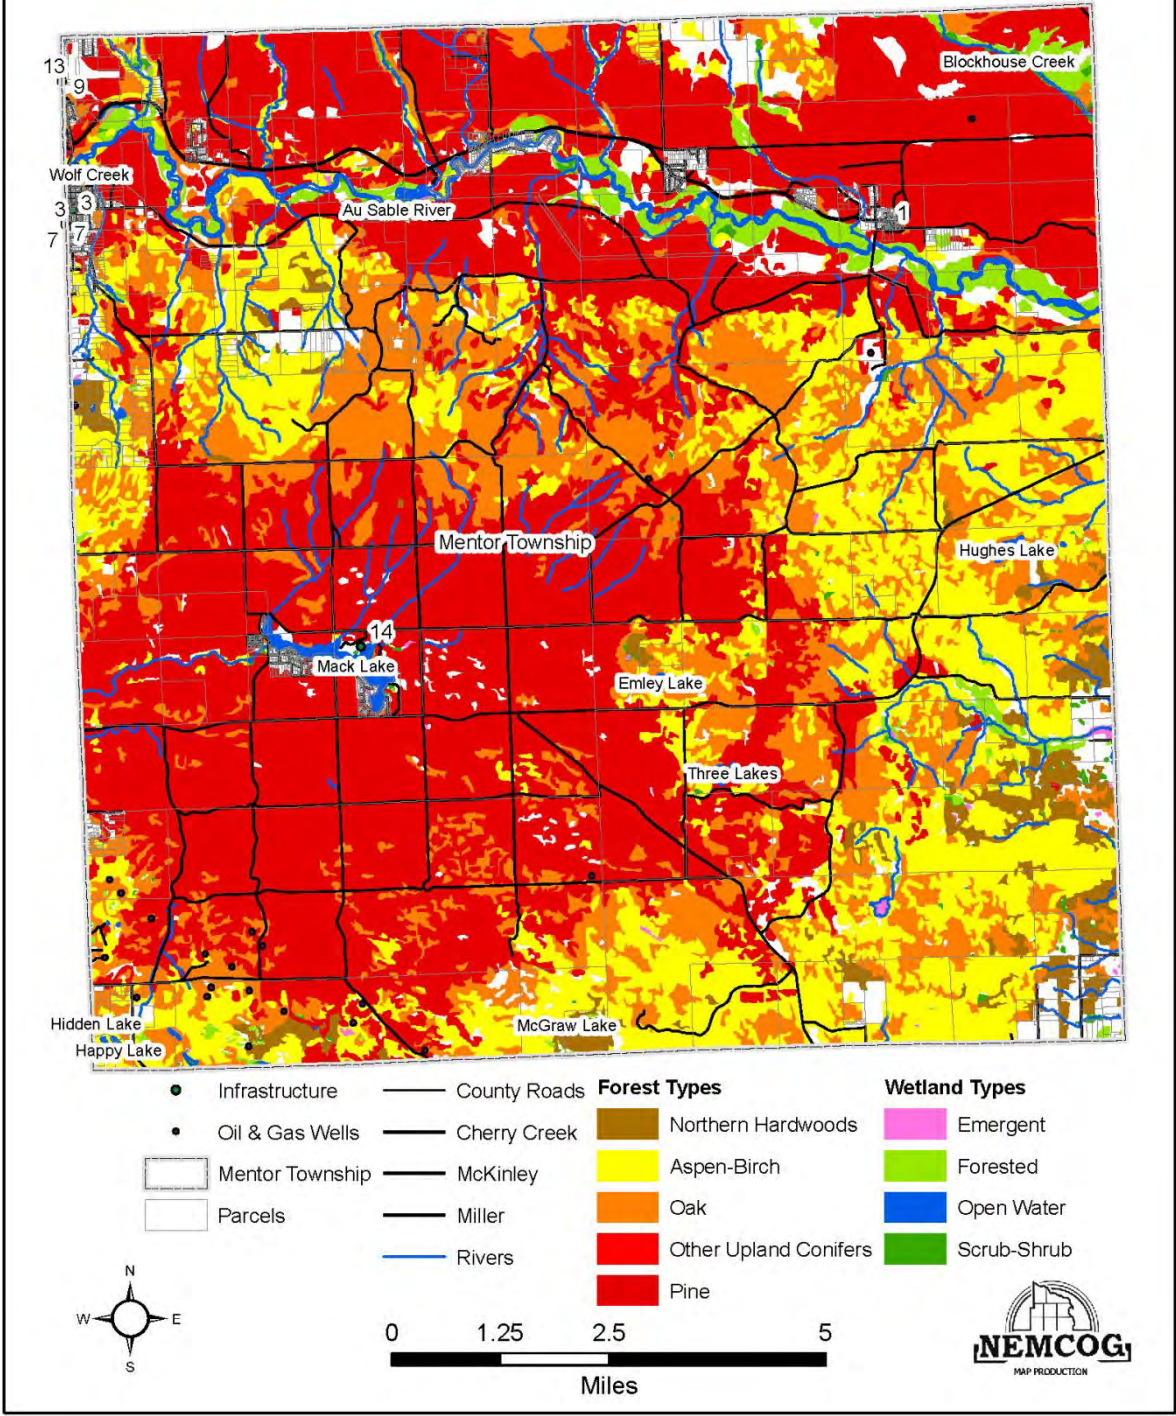 Blockhouse Creek
13
9
Wolf Creek
3
3
7
7
Au Sable River
1
5
Mentor Township
Hughes Lake
14
Mack Lake
Emley Lake
Three Lakes
Hidden Lake
Happy Lake
McGraw Lake
Infrastructure
Oil & Gas Wells
Mentor Township
Parcels
County Roads
Cherry Creek
McKinley
Miller
Rivers
Forest Types
Northern Hardwoods
Aspen-Birch
Oak
Other Upland Conifers
Pine
Wetland Types
Emergent
Forested
Open Water
Scrub-Shrub
N
W E
S
0 1.25 2.5 5
Miles
NEMCOG
MAP PRODUCTION